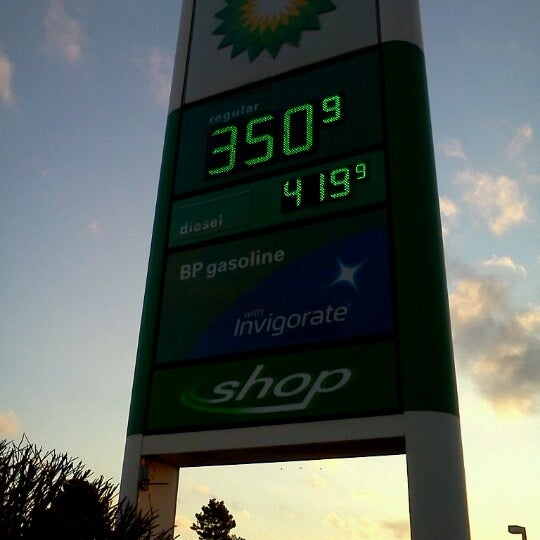 regular
350 9
419 9
diesel
BP gasoline
with
Invigorate
shop